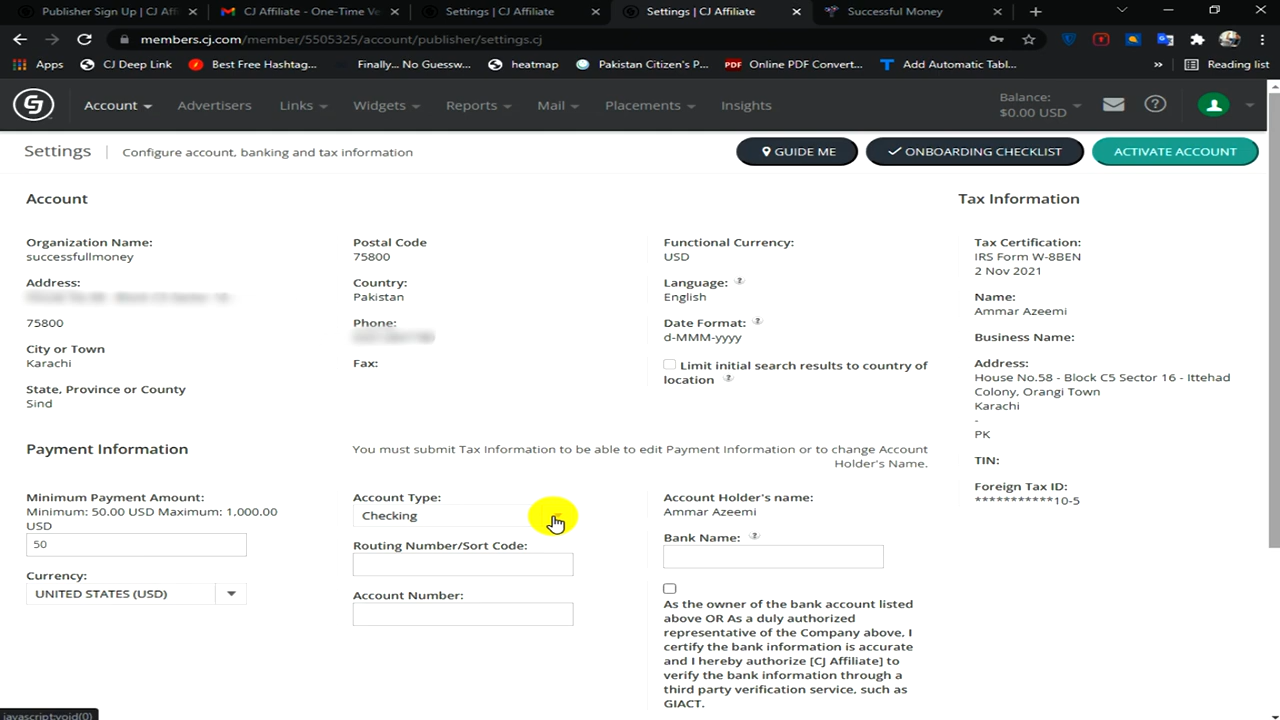 Publisher Sign Up | CJ Aff
CJ Affiliate - One-Time Ve
Settings | CJ Affiliate
Settings | CJ Affiliate
Successful Money
members.cj.com/member/5505325/account/publisher/settings.cj
Apps
CJ Deep Link
Best Free Hashtag...
Finally... No Guessw...
heatmap
Pakistan Citizen's P...
PDF Online PDF Convert...
Add Automatic Tabl...
»
Reading list
Account
Advertisers
Links
Widgets
Reports
Mail
Placements
Insights
Balance:
$0.00 USD
Settings
Configure account, banking and tax information
GUIDE ME
ONBOARDING CHECKLIST
ACTIVATE ACCOUNT
Account
Organization Name:
successfullmoney
Address:
75800
City or Town
Karachi
State, Province or County
Sind
Postal Code
75800
Country:
Pakistan
Phone:
Fax:
Functional Currency:
USD
Language: ?
English
Date Format: ?
d-MMM-yyyy
Limit initial search results to country of
location ?
Tax Information
Tax Certification:
IRS Form W-8BEN
2 Nov 2021
Name:
Ammar Azeemi
Business Name:
Address:
House No.58 - Block C5 Sector 16 - Ittehad
Colony, Orangi Town
Karachi
-
PK
TIN:
Foreign Tax ID:
***********10-5
Payment Information
You must submit Tax Information to be able to edit Payment Information or to change Account
Holder's Name.
Minimum Payment Amount:
Minimum: 50.00 USD Maximum: 1,000.00
USD
50
Currency:
UNITED STATES (USD)
Account Type:
Checking
Routing Number/Sort Code:
Account Number:
Account Holder's name:
Ammar Azeemi
Bank Name: ?
As the owner of the bank account listed
above OR As a duly authorized
representative of the Company above, I
certify the bank information is accurate
and I hereby authorize [CJ Affiliate] to
verify the bank information through a
third party verification service, such as
GIACT.
javascript:void(0)